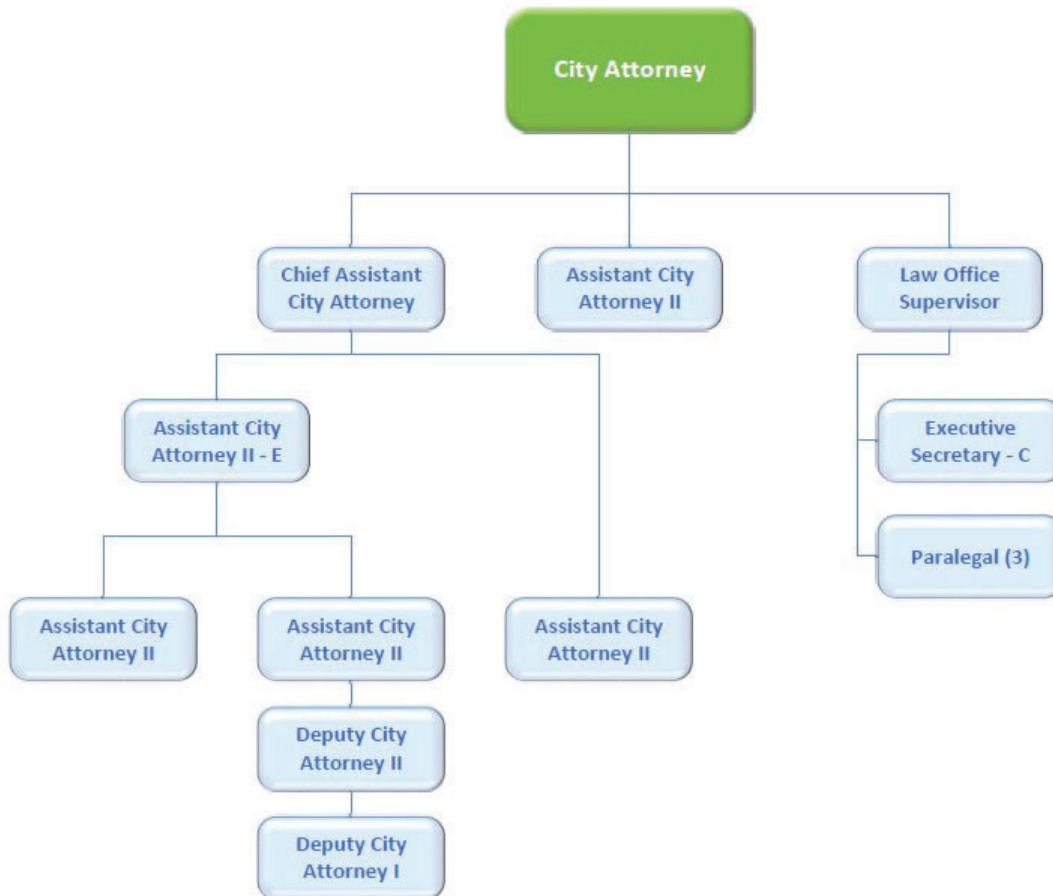 City Attorney
Chief Assistant
City Attorney
Assistant City
Attorney II
Law Office
Supervisor
Assistant City
Attorney II - E
Executive
Secretary - C
Paralegal (3)
Assistant City
Attorney II
Assistant City
Attorney II
Assistant City
Attorney II
Deputy City
Attorney II
Deputy City
Attorney I